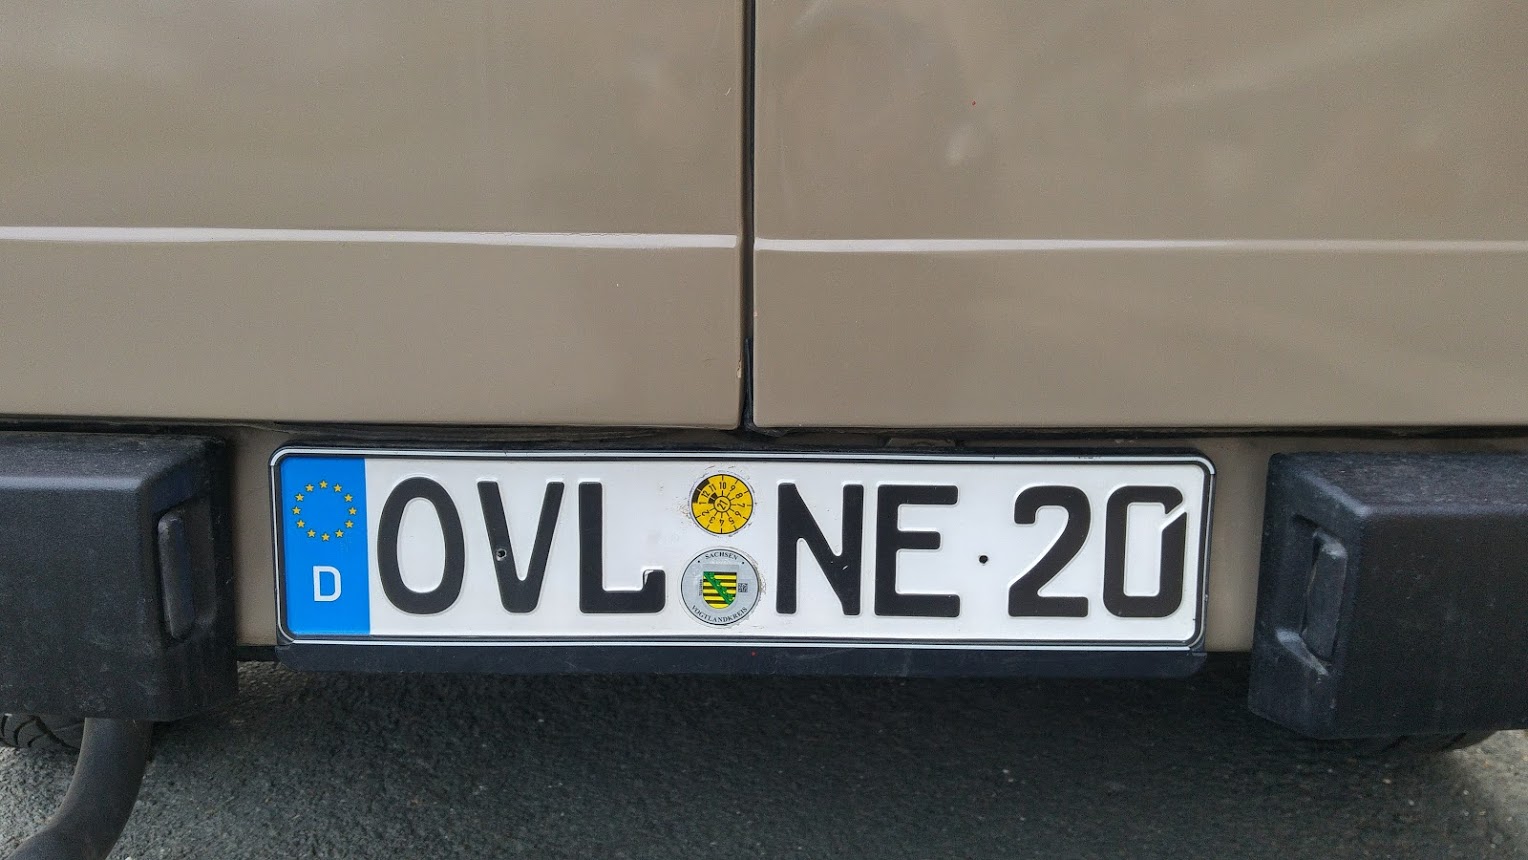 D
OVL NE 20
SACHSEN
VOGTLANDKREIS